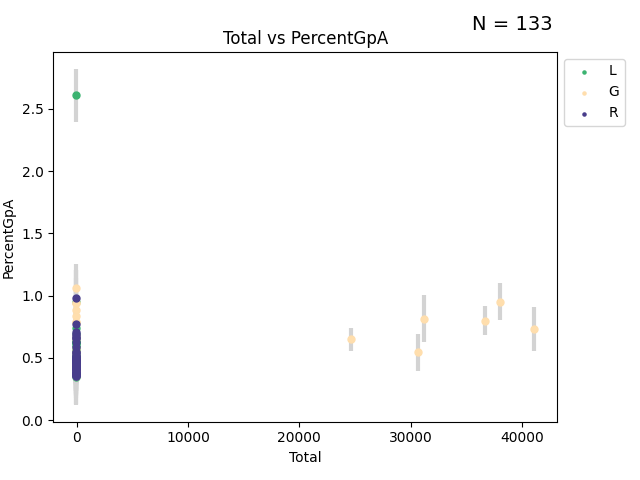 N = 133
Total vs PercentGpA
L
G
R
PercentGpA
2.5
2.0
1.5
1.0
0.5
0.0
0
10000
20000
30000
40000
Total